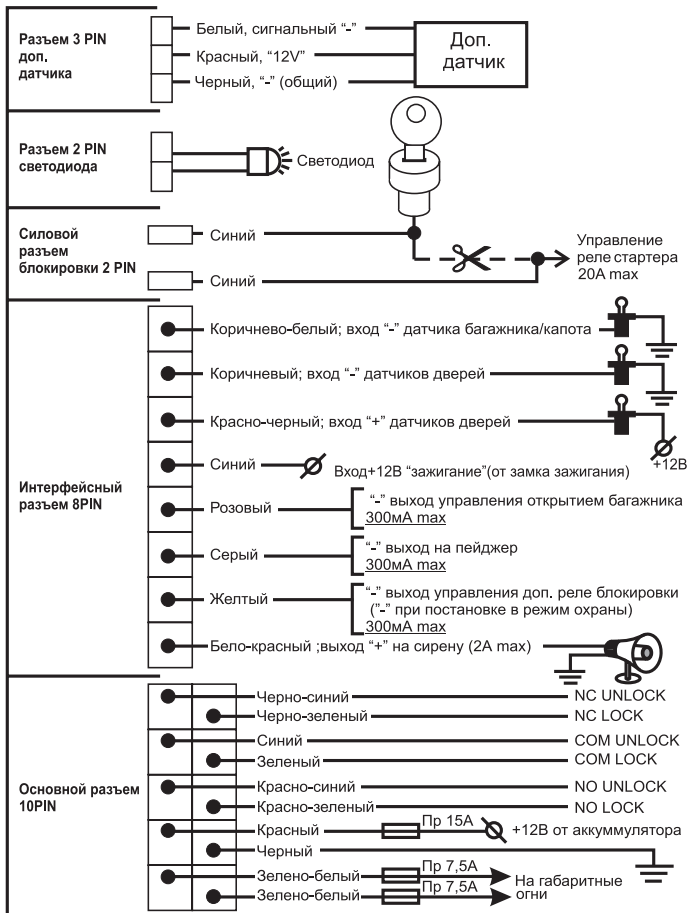 Разъем 3 PIN
доп.
датчика
Белый, сигнальный “-”
Красный, “12V”
Черный, “-” (общий)
Доп.
датчик
Разъем 2 PIN
светодиода
Светодиод
Силовой
разъем
блокировки 2 PIN
Синий
Синий
Управление
реле стартера
20A max
Интерфейсный
разъем 8PIN
Коричнево-белый; вход “-” датчика багажника/капота
Коричневый; вход “-” датчиков дверей
Красно-черный; вход “+” датчиков дверей
+12В
Синий
Вход+12В “зажигание”(от замка зажигания)
Розовый
“-” выход управления открытием багажника
300мА max
Серый
“-” выход на пейджер
300мА max
Желтый
“-” выход управления доп. реле блокировки
(”-” при постановке в режим охраны)
300мА max
Бело-красный ;выход “+” на сирену (2А max)
Основной разъем
10PIN
Черно-синий
NC UNLOCK
Черно-зеленый
NC LOCK
Синий
COM UNLOCK
Зеленый
COM LOCK
Красно-синий
NO UNLOCK
Красно-зеленый
NO LOCK
Красный
Пр 15А
+12В от аккуммулятора
Черный
Зелено-белый
Пр 7,5А
Зелено-белый
Пр 7,5А
На габаритные
огни